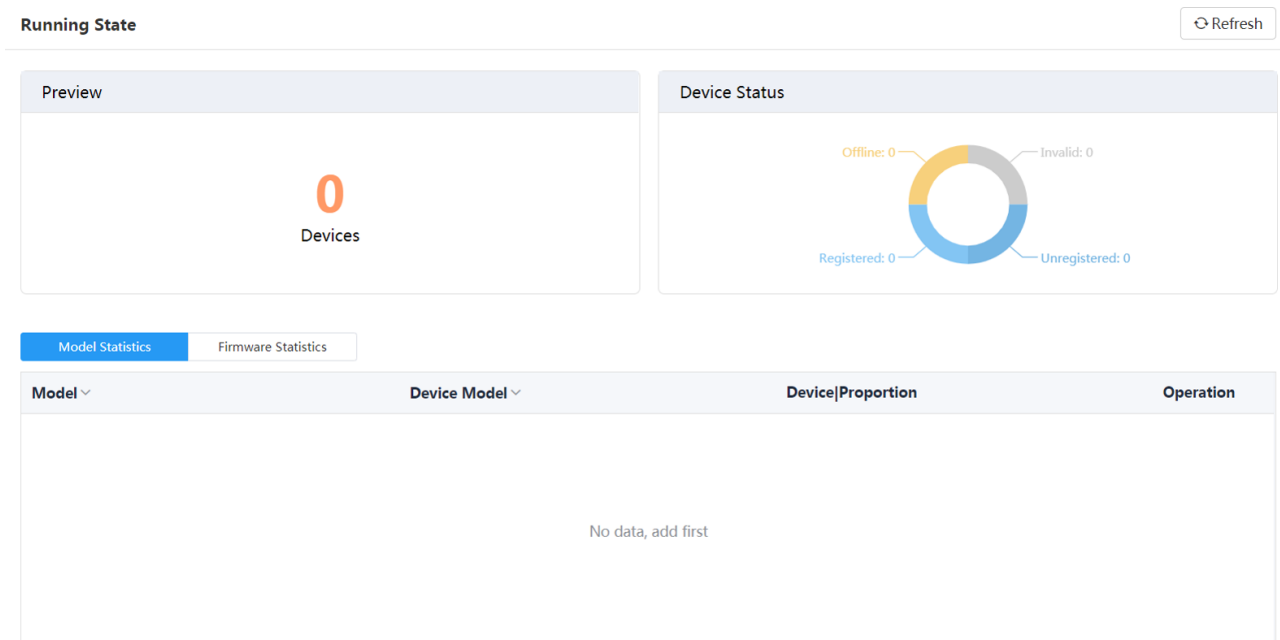 Running State
Refresh
Preview
Device Status
0
Devices
Offline: 0
Invalid: 0
Registered: 0
Unregistered: 0
Model Statistics
Firmware Statistics
Model
Device Model
Device|Proportion
Operation
No data, add first